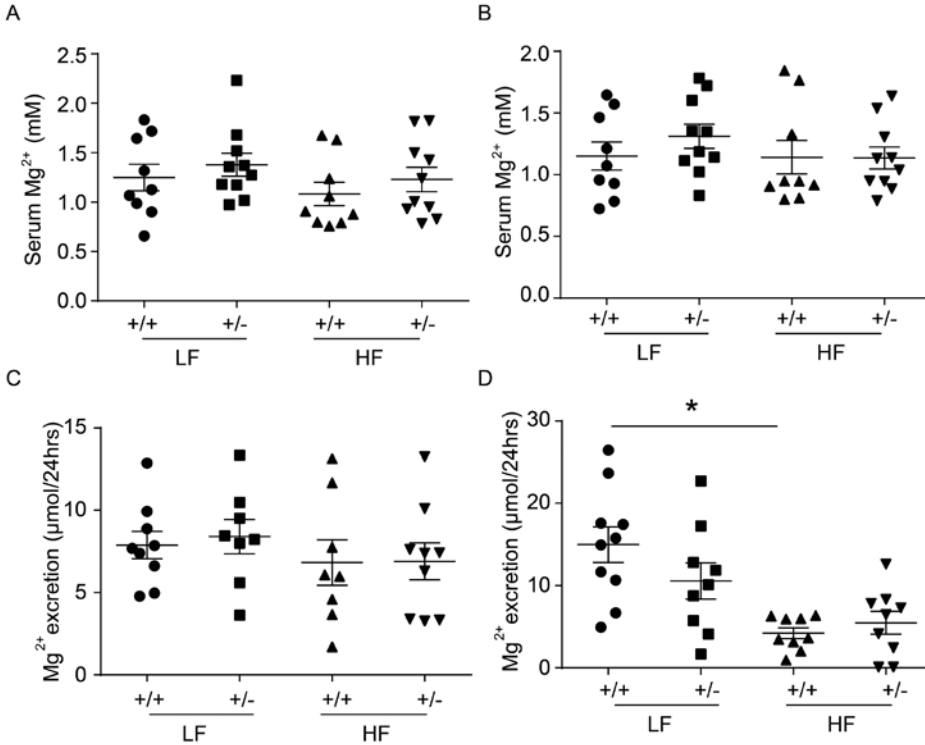 A
Serum Mg²⁺ (mM)
2.5
2.0
1.5
1.0
0.5
0.0
+/+ +/- +/+ +/-
LF HF
B
Serum Mg²⁺ (mM)
2.0
1.5
1.0
0.5
0.0
+/+ +/- +/+ +/-
LF HF
C
Mg²⁺ excretion (μmol/24hrs)
15
10
5
0
+/+ +/- +/+ +/-
LF HF
D
Mg²⁺ excretion (μmol/24hrs)
30
20
10
0
*
+/+ +/- +/+ +/-
LF HF